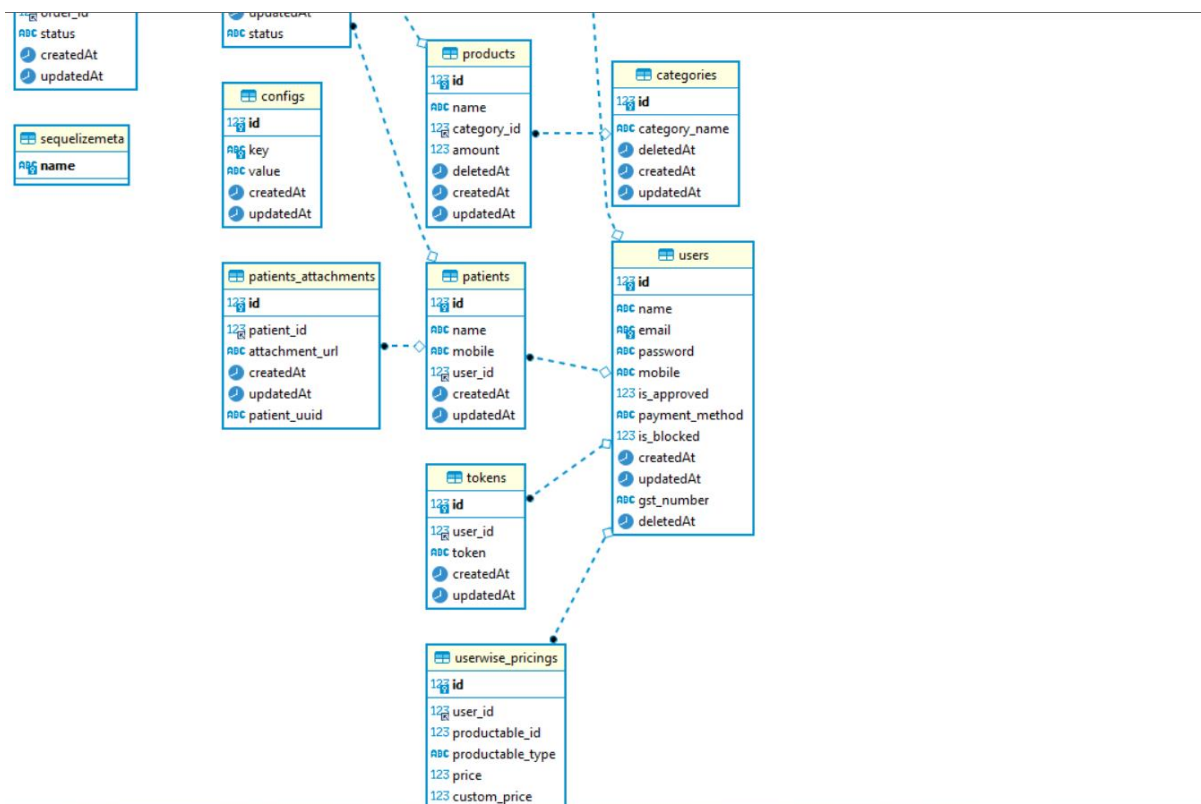 order_id
status
createdAt
updatedAt
sequelizemeta
name
updatedAt
status
configs
id
key
value
createdAt
updatedAt
patients_attachments
id
patient_id
attachment_url
createdAt
updatedAt
patient_uuid
products
id
name
category_id
amount
deletedAt
createdAt
updatedAt
patients
id
name
mobile
user_id
createdAt
updatedAt
tokens
id
user_id
token
createdAt
updatedAt
userwise_pricings
id
user_id
productable_id
productable_type
price
custom_price
categories
id
category_name
deletedAt
createdAt
updatedAt
users
id
name
email
password
mobile
is_approved
payment_method
is_blocked
createdAt
updatedAt
gst_number
deletedAt